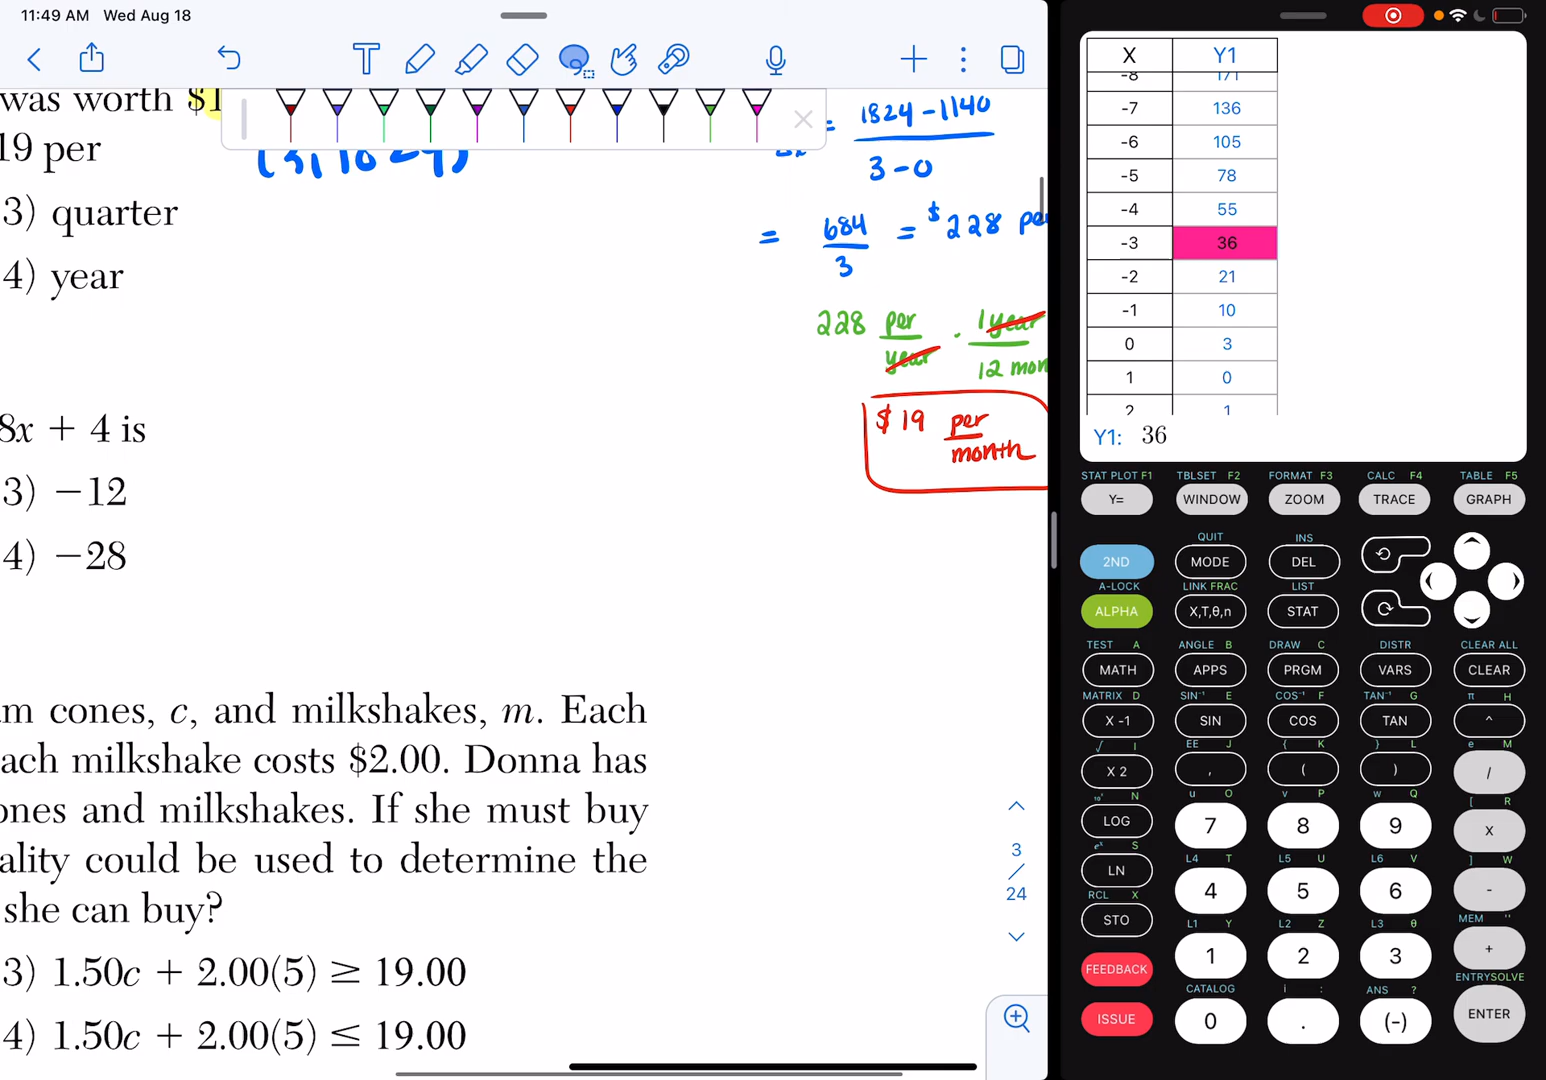 11:49 AM Wed Aug 18
was worth $1
19 per
3) quarter
4) year
8x + 4 is
3) −12
4) −28
am cones, c, and milkshakes, m. Each
ach milkshake costs $2.00. Donna has
ones and milkshakes. If she must buy
ality could be used to determine the
she can buy?
3) 1.50c + 2.00(5) ≥ 19.00
4) 1.50c + 2.00(5) ≤ 19.00
(3, 1824)
= 1824 - 1140
3 - 0
= 684 = $228 per
3
228 per · 1 year
year 12 mon
$19 per
month
3
/
24
X Y1
-8 171
-7 136
-6 105
-5 78
-4 55
-3 36
-2 21
-1 10
0 3
1 0
2 1
Y1: 36
STAT PLOT F1 TBLSET F2 FORMAT F3 CALC F4 TABLE F5
Y= WINDOW ZOOM TRACE GRAPH
QUIT INS
2ND MODE DEL
A-LOCK LINK FRAC LIST
ALPHA X,T,θ,n STAT
TEST A ANGLE B DRAW C DISTR CLEAR ALL
MATH APPS PRGM VARS CLEAR
MATRIX D SIN⁻¹ E COS⁻¹ F TAN⁻¹ G π H
X -1 SIN COS TAN ^
√ I EE J { K } L e M
X 2 , ( ) /
10ˣ N u O v P w Q [ R
LOG 7 8 9 X
eˣ S L4 T L5 U L6 V ] W
LN 4 5 6 -
RCL X L1 Y L2 Z L3 θ MEM "
STO 1 2 3 +
FEEDBACK
CATALOG i : ANS ? ENTRY SOLVE
ISSUE 0 . (-) ENTER